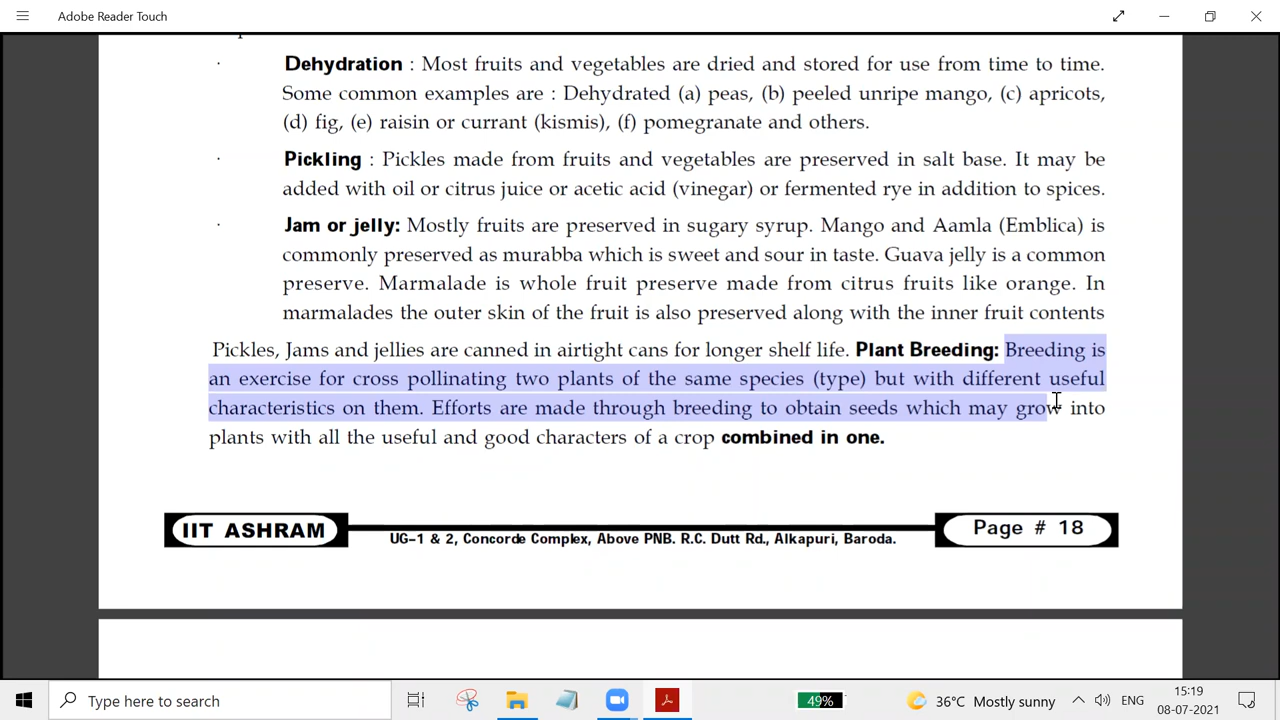 Adobe Reader Touch
· Dehydration : Most fruits and vegetables are dried and stored for use from time to time.
Some common examples are : Dehydrated (a) peas, (b) peeled unripe mango, (c) apricots,
(d) fig, (e) raisin or currant (kismis), (f) pomegranate and others.
· Pickling : Pickles made from fruits and vegetables are preserved in salt base. It may be
added with oil or citrus juice or acetic acid (vinegar) or fermented rye in addition to spices.
· Jam or jelly: Mostly fruits are preserved in sugary syrup. Mango and Aamla (Emblica) is
commonly preserved as murabba which is sweet and sour in taste. Guava jelly is a common
preserve. Marmalade is whole fruit preserve made from citrus fruits like orange. In
marmalades the outer skin of the fruit is also preserved along with the inner fruit contents
Pickles, Jams and jellies are canned in airtight cans for longer shelf life. Plant Breeding: Breeding is
an exercise for cross pollinating two plants of the same species (type) but with different useful
characteristics on them. Efforts are made through breeding to obtain seeds which may grow into
plants with all the useful and good characters of a crop combined in one.
IIT ASHRAM
UG-1 & 2, Concorde Complex, Above PNB. R.C. Dutt Rd., Alkapuri, Baroda.
Page # 18
Type here to search
49%
36°C Mostly sunny
ENG
15:19
08-07-2021